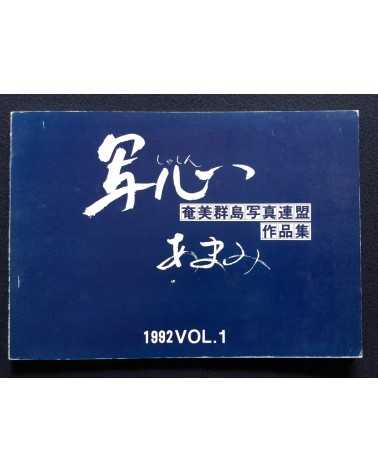 写心
しゃしん
奄美群島写真連盟
作品集
あまみ
1992 VOL.1